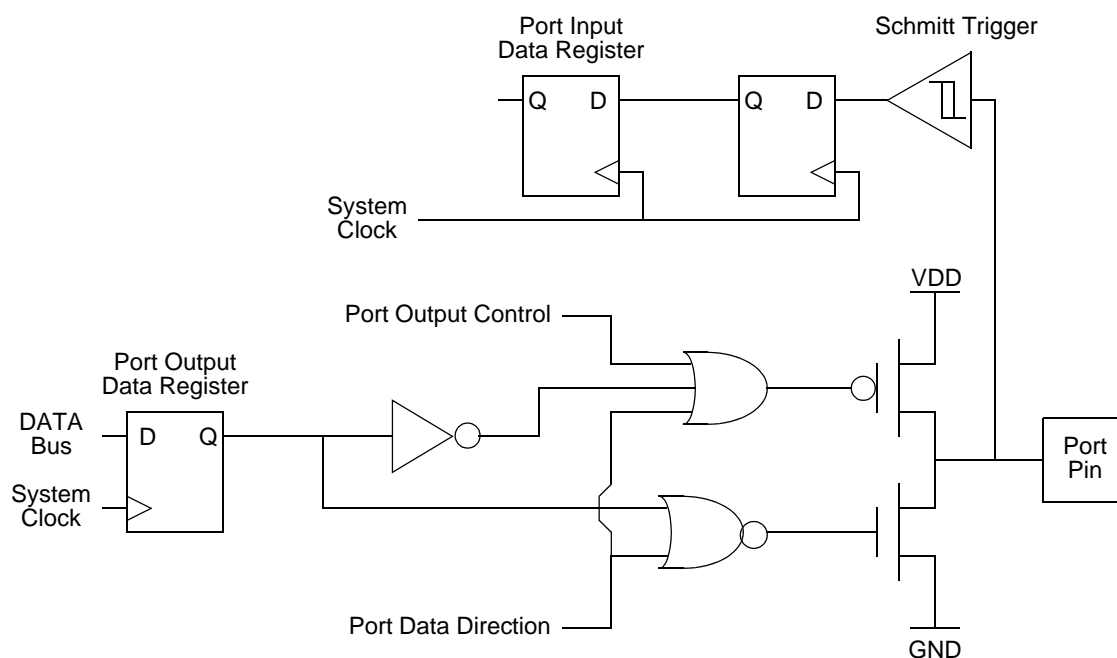 Port Input
Data Register
Schmitt Trigger
Q D
Q D
System
Clock
VDD
Port Output Control
Port Output
Data Register
DATA
Bus
D Q
System
Clock
Port
Pin
Port Data Direction
GND